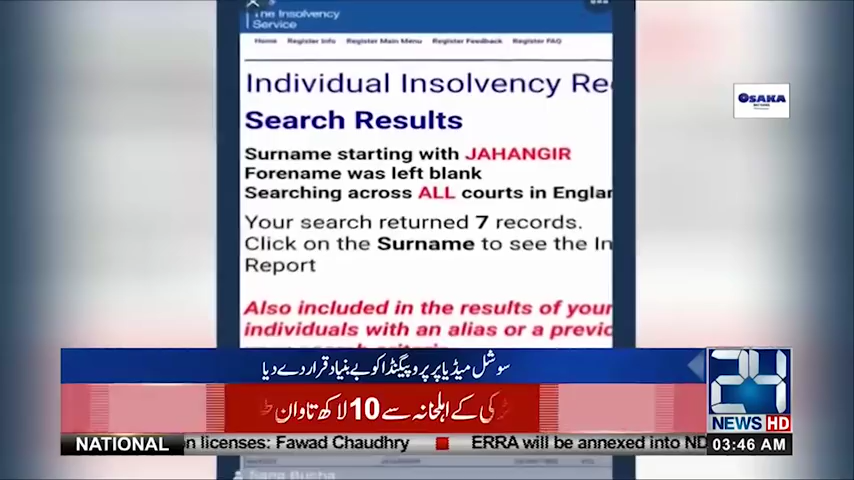 The Insolvency
Service
Home Register Info Register Main Menu Register Feedback Register FAQ
Individual Insolvency Re
Search Results
Surname starting with JAHANGIR
Forename was left blank
Searching across ALL courts in Englan
Your search returned 7 records.
Click on the Surname to see the In
Report
Also included in the results of your
individuals with an alias or a previo
OSAKA
سوشل میڈیا پر پروپیگنڈا کو بے بنیاد قرار دے دیا
کے اہلخانہ سے 10 لاکھ تاوان
24
NEWS HD
NATIONAL n licenses: Fawad Chaudhry ERRA will be annexed into ND 03:46 AM